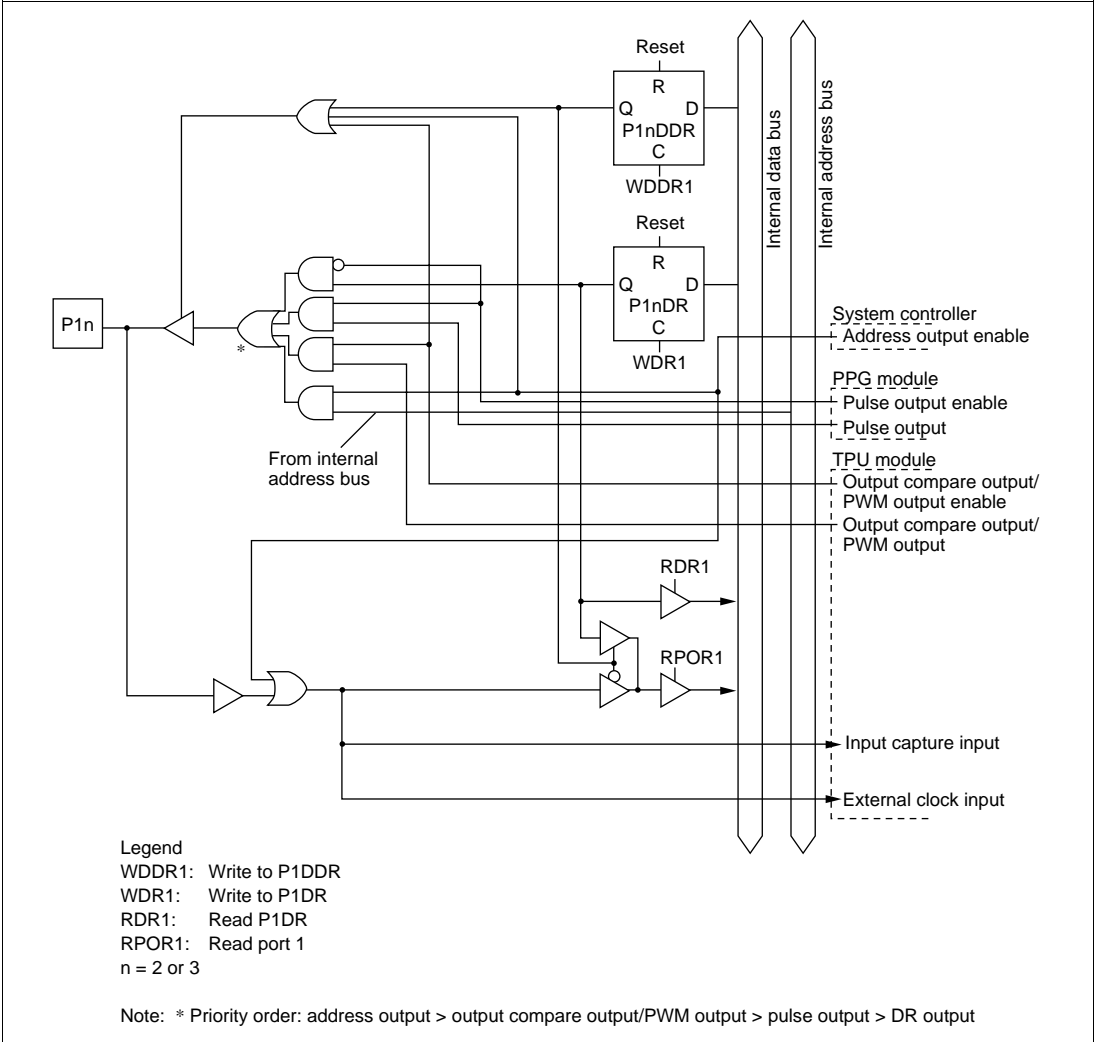 Reset
R
Q D
P1nDDR
C
WDDR1
Reset
R
Q D
P1nDR
C
WDR1
Internal data bus
Internal address bus
P1n
*
System controller
Address output enable
PPG module
Pulse output enable
Pulse output
From internal
address bus
TPU module
Output compare output/
PWM output enable
Output compare output/
PWM output
RDR1
RPOR1
Input capture input
External clock input
Legend
WDDR1: Write to P1DDR
WDR1: Write to P1DR
RDR1: Read P1DR
RPOR1: Read port 1
n = 2 or 3
Note: * Priority order: address output > output compare output/PWM output > pulse output > DR output